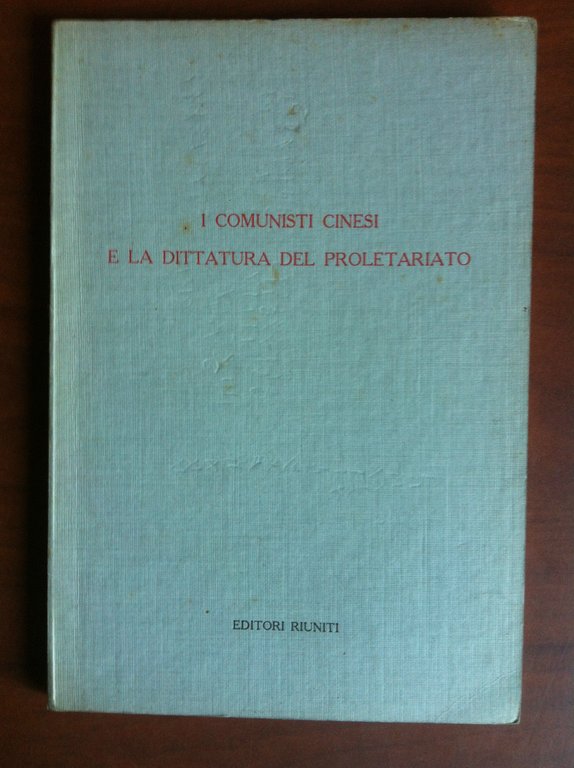 I COMUNISTI CINESI
E LA DITTATURA DEL PROLETARIATO
EDITORI RIUNITI